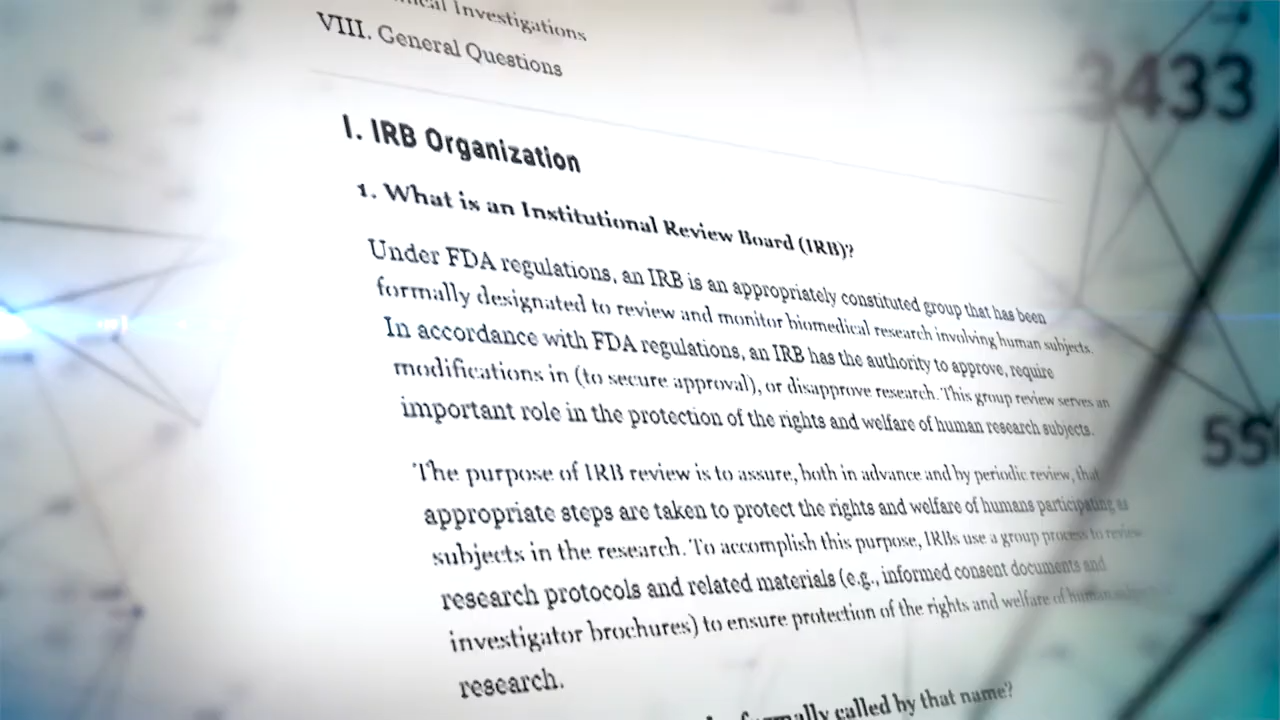 Investigations
VIII. General Questions
I. IRB Organization
1. What is an Institutional Review Board (IRB)?
Under FDA regulations, an IRB is an appropriately constituted group that has been
formally designated to review and monitor biomedical research involving human subjects.
In accordance with FDA regulations, an IRB has the authority to approve, require
modifications in (to secure approval), or disapprove research. This group review serves an
important role in the protection of the rights and welfare of human research subjects.
The purpose of IRB review is to assure, both in advance and by periodic review, that
appropriate steps are taken to protect the rights and welfare of humans participating as
subjects in the research. To accomplish this purpose, IRBs use a group process to review
research protocols and related materials (e.g., informed consent documents and
investigator brochures) to ensure protection of the rights and welfare of human
research.
called by that name?
3433